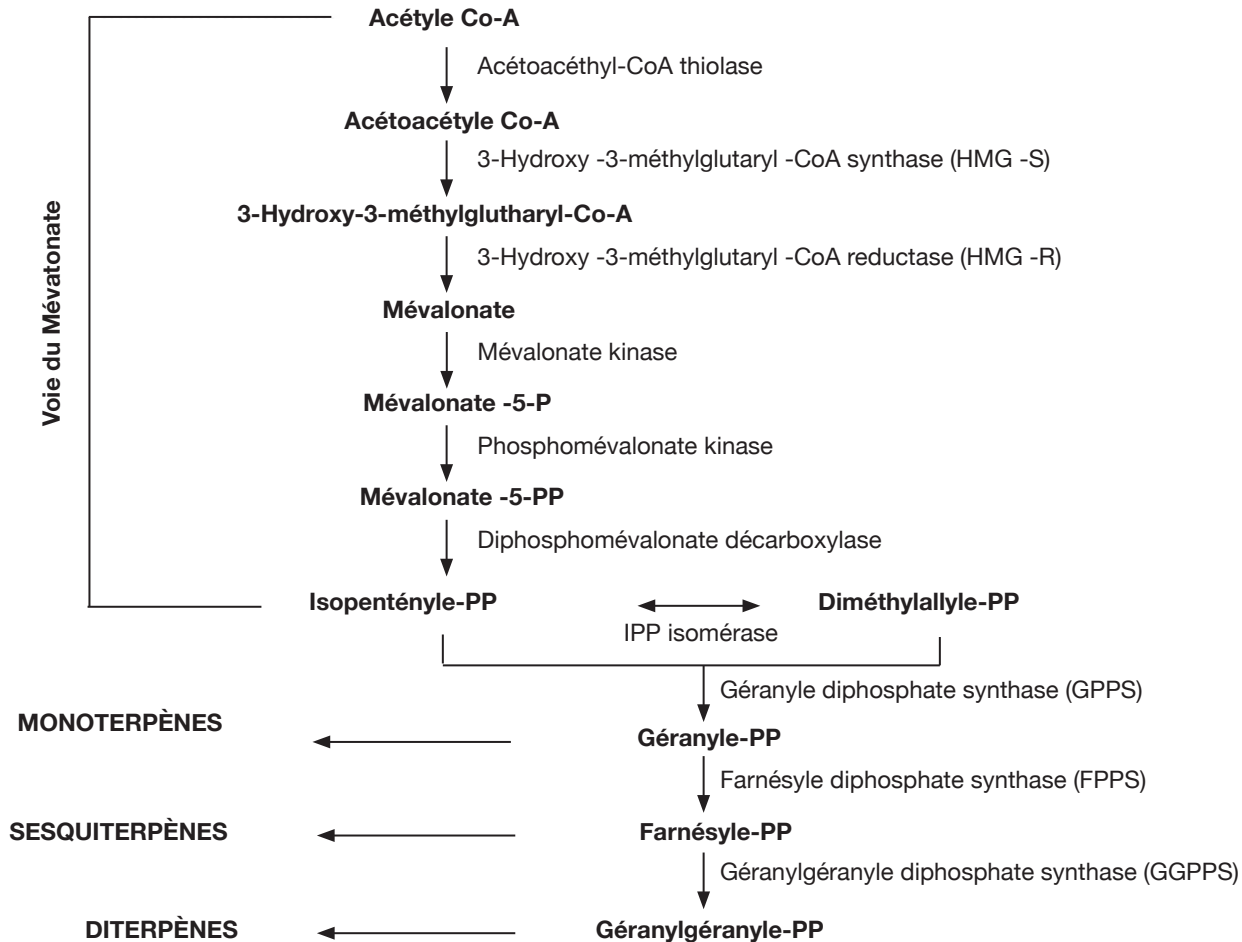 Acétyle Co-A
Acétoacéthyl-CoA thiolase
Acétoacétyle Co-A
3-Hydroxy -3-méthylglutaryl -CoA synthase (HMG -S)
3-Hydroxy-3-méthylglutharyl-Co-A
3-Hydroxy -3-méthylglutaryl -CoA reductase (HMG -R)
Voie du Mévatonate
Mévalonate
Mévalonate kinase
Mévalonate -5-P
Phosphomévalonate kinase
Mévalonate -5-PP
Diphosphomévalonate décarboxylase
Isopentényle-PP
Diméthylallyle-PP
IPP isomérase
Géranyle diphosphate synthase (GPPS)
MONOTERPÈNES
Géranyle-PP
Farnésyle diphosphate synthase (FPPS)
SESQUITERPÈNES
Farnésyle-PP
Géranylgéranyle diphosphate synthase (GGPPS)
DITERPÈNES
Géranylgéranyle-PP